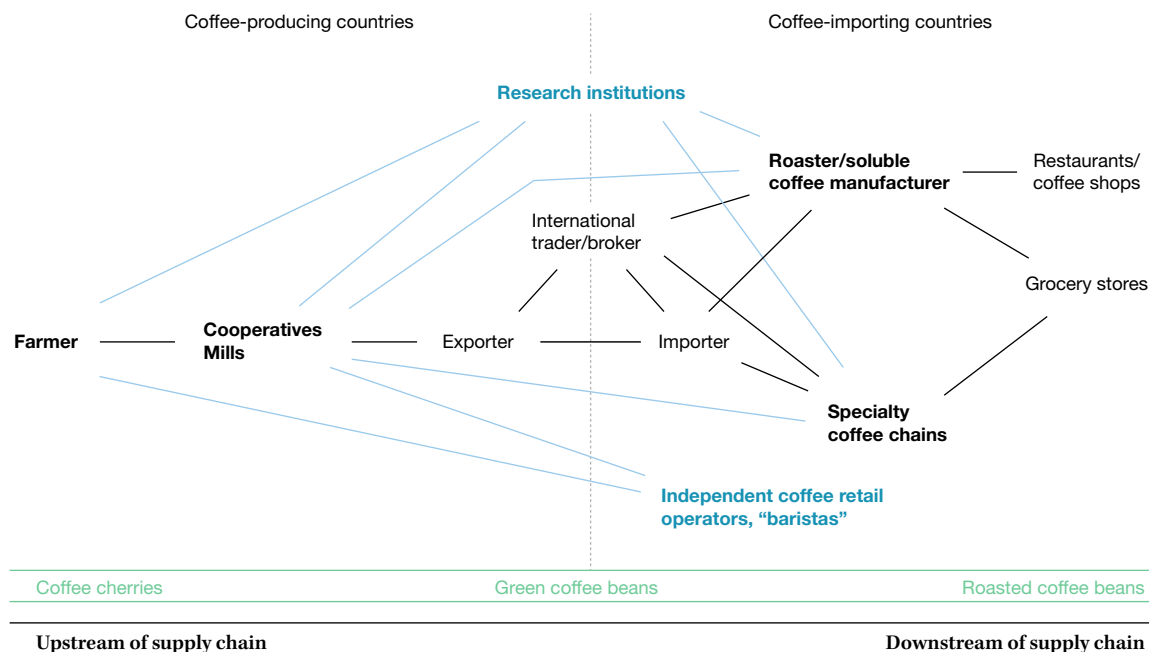 Coffee-producing countries
Coffee-importing countries
Research institutions
Roaster/soluble
coffee manufacturer
Restaurants/
coffee shops
International
trader/broker
Grocery stores
Farmer
Cooperatives
Mills
Exporter
Importer
Specialty
coffee chains
Independent coffee retail
operators, “baristas”
Coffee cherries
Green coffee beans
Roasted coffee beans
Upstream of supply chain
Downstream of supply chain